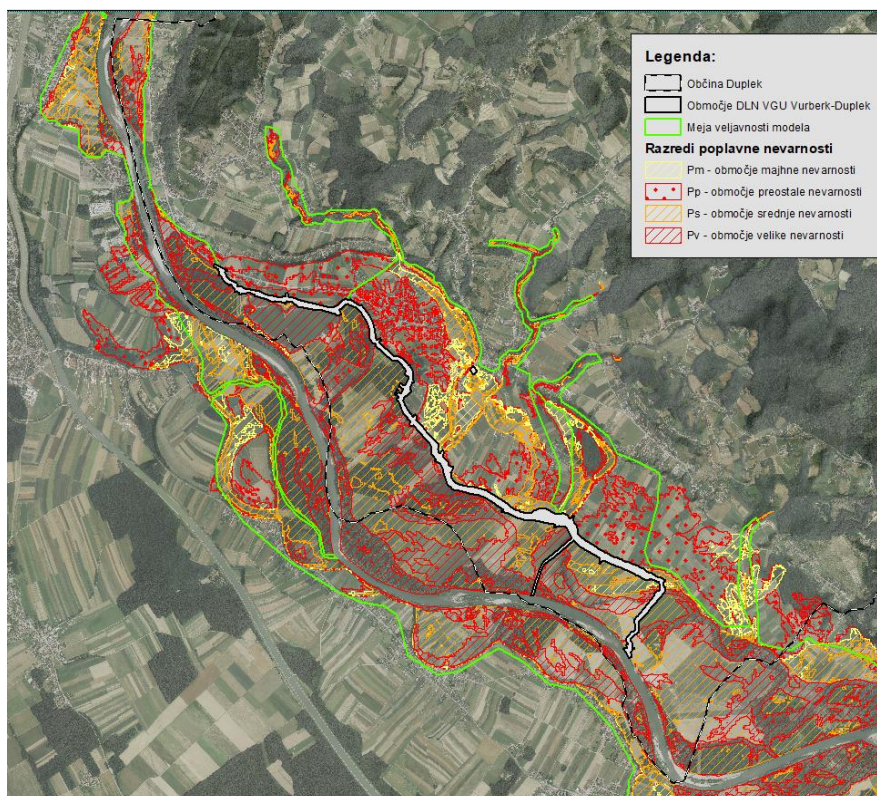 Legenda:
Občina Duplek
Območje DLN VGU Vurberk-Duplek
Meja veljavnosti modela
Razredi poplavne nevarnosti
Pm - območje majhne nevarnosti
Pp - območje preostale nevarnosti
Ps - območje srednje nevarnosti
Pv - območje velike nevarnosti